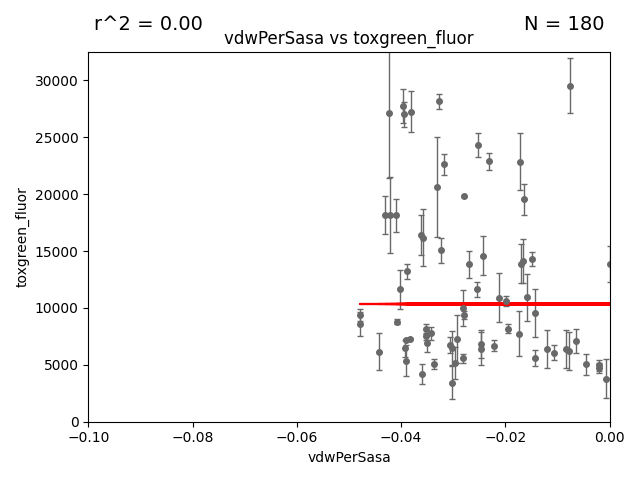 r^2 = 0.00
N = 180
vdwPerSasa vs toxgreen_fluor
toxgreen_fluor
30000
25000
20000
15000
10000
5000
0
−0.10
−0.08
−0.06
−0.04
−0.02
0.00
vdwPerSasa